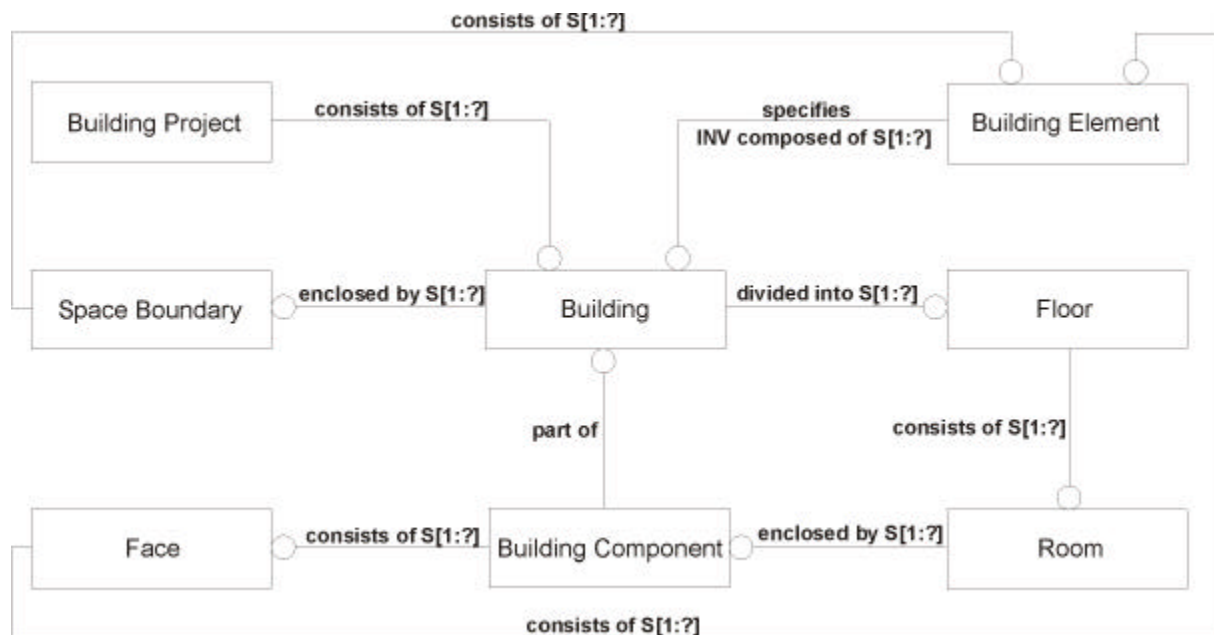 consists of S[1:?]
Building Project
consists of S[1:?]
specifies
INV composed of S[1:?]
Building Element
Space Boundary
enclosed by S[1:?]
Building
divided into S[1:?]
Floor
part of
consists of S[1:?]
Face
consists of S[1:?]
Building Component
enclosed by S[1:?]
Room
consists of S[1:?]